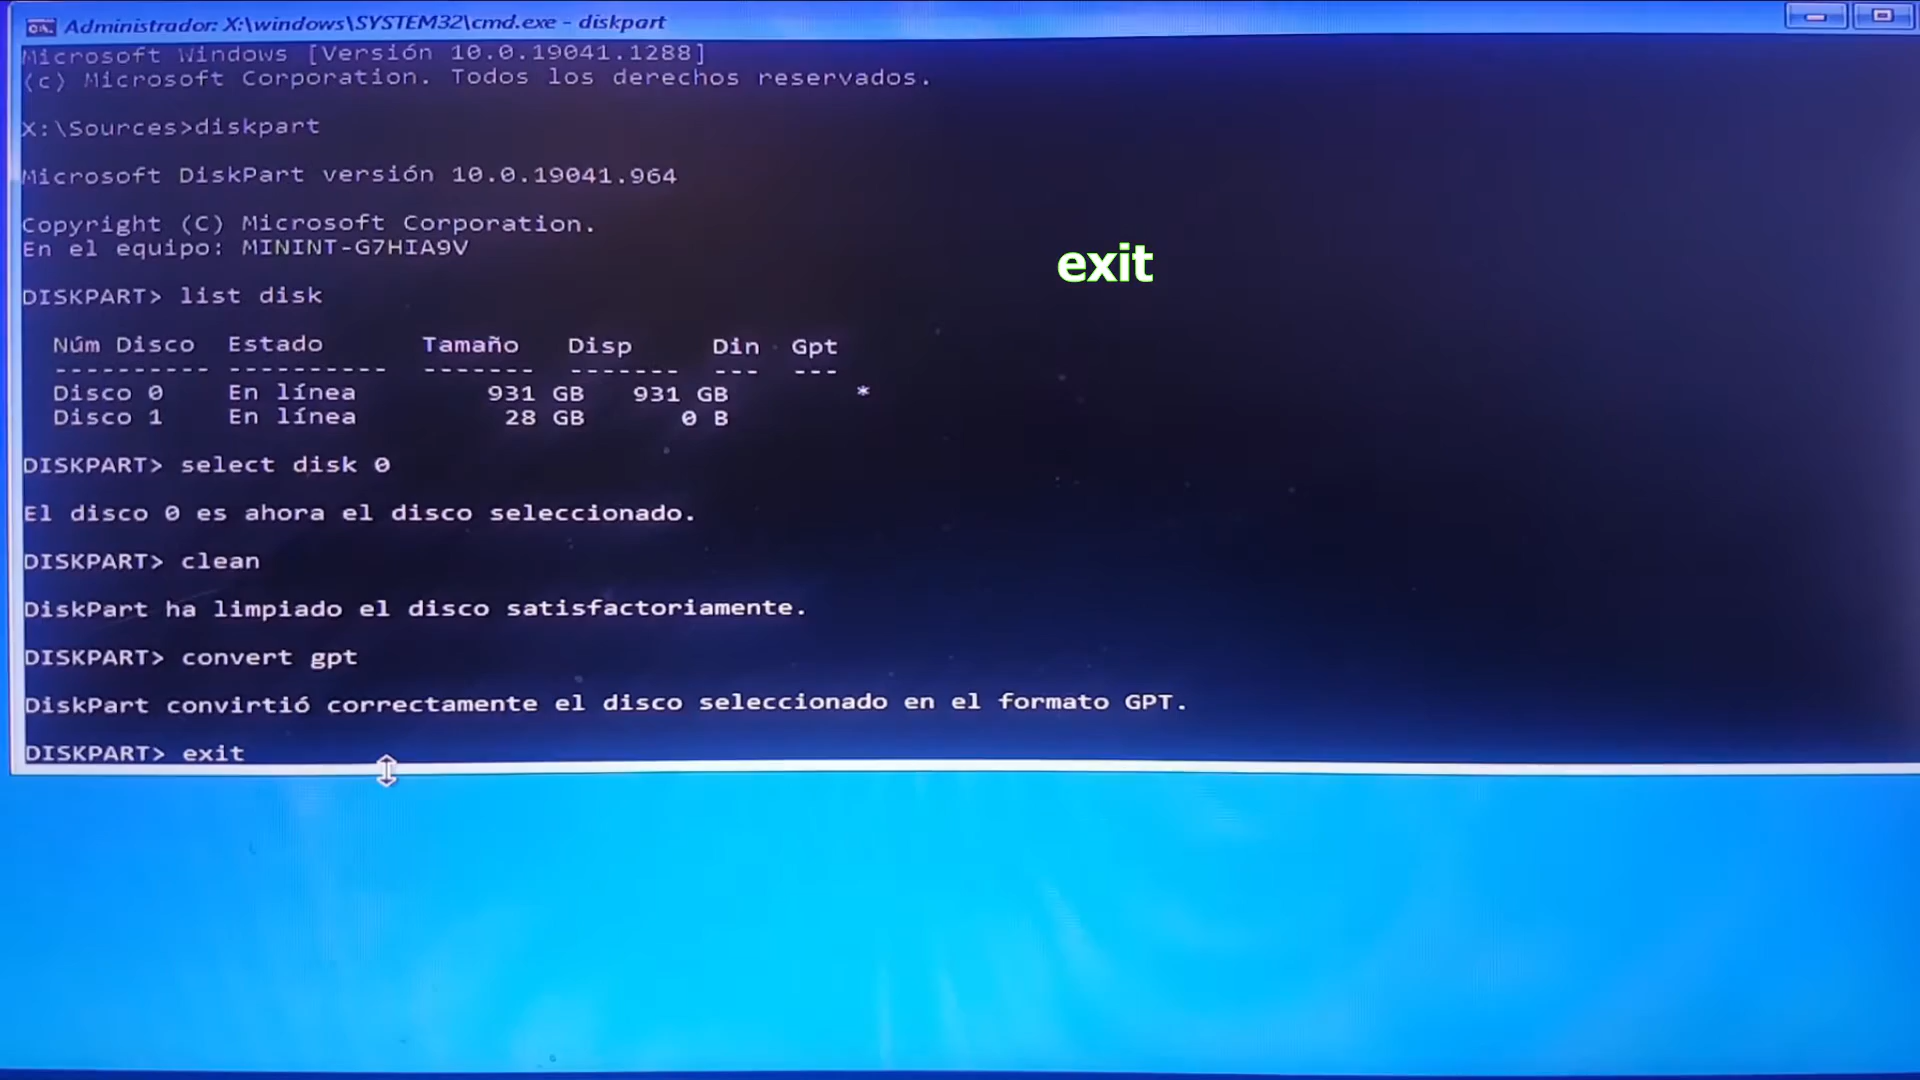 Administrador: X:\windows\SYSTEM32\cmd.exe - diskpart
Microsoft Windows [Versión 10.0.19041.1288]
(c) Microsoft Corporation. Todos los derechos reservados.
X:\Sources>diskpart
Microsoft DiskPart versión 10.0.19041.964
Copyright (C) Microsoft Corporation.
En el equipo: MININT-G7HIA9V
exit
DISKPART> list disk
Núm Disco  Estado  Tamaño  Disp  Din  Gpt
---------- ---------- ------- ------- --- ---
Disco 0  En línea  931 GB  931 GB  *
Disco 1  En línea  28 GB  0 B
DISKPART> select disk 0
El disco 0 es ahora el disco seleccionado.
DISKPART> clean
DiskPart ha limpiado el disco satisfactoriamente.
DISKPART> convert gpt
DiskPart convirtió correctamente el disco seleccionado en el formato GPT.
DISKPART> exit